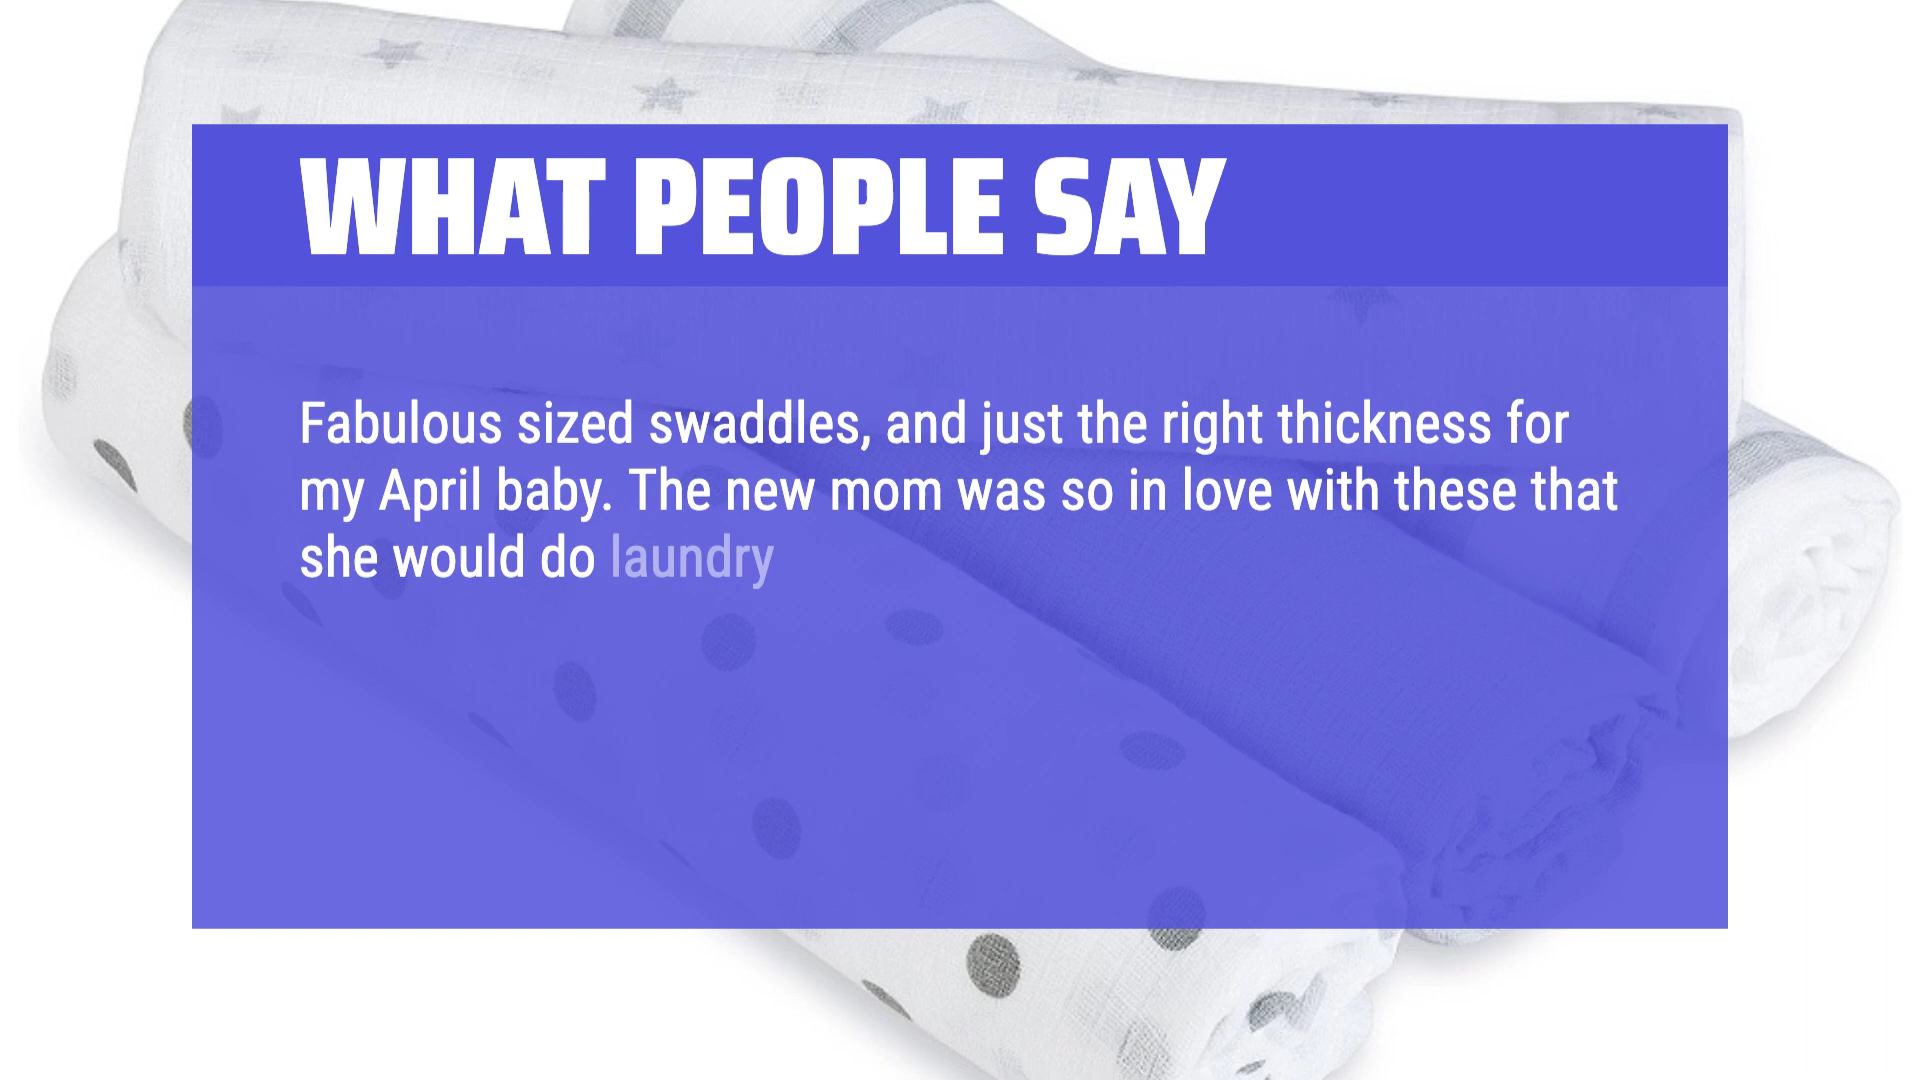 WHAT PEOPLE SAY
Fabulous sized swaddles, and just the right thickness for
my April baby. The new mom was so in love with these that
she would do laundry